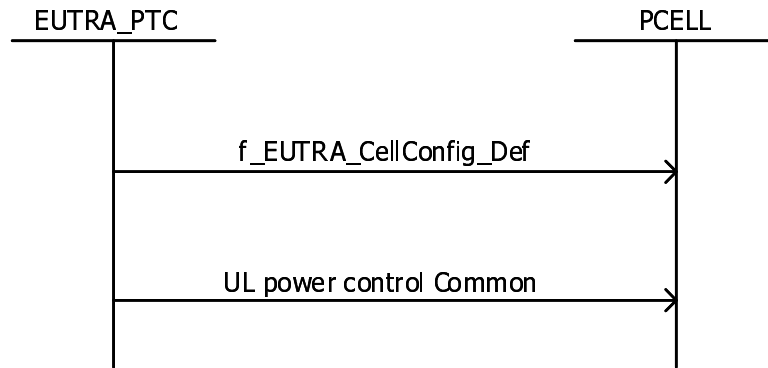 EUTRA_PTC
PCELL
f_EUTRA_CellConfig_Def
UL power control Common